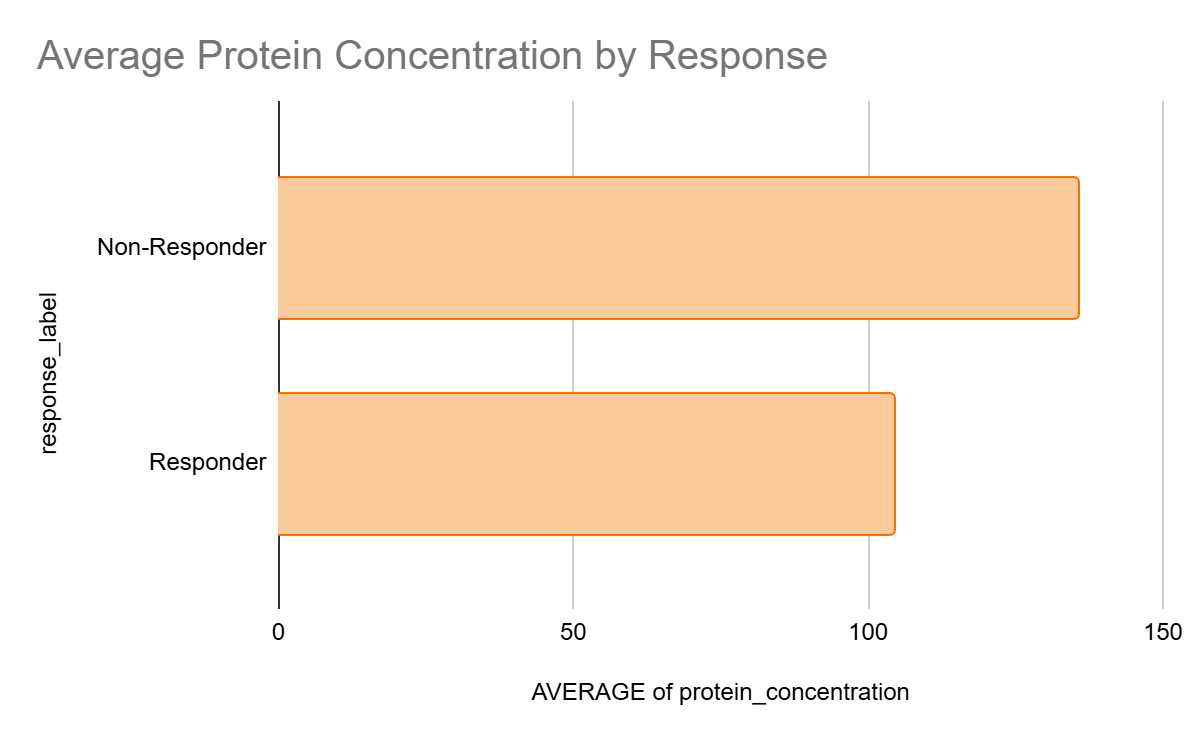 Average Protein Concentration by Response
response_label
Non-Responder
Responder
0 50 100 150
AVERAGE of protein_concentration